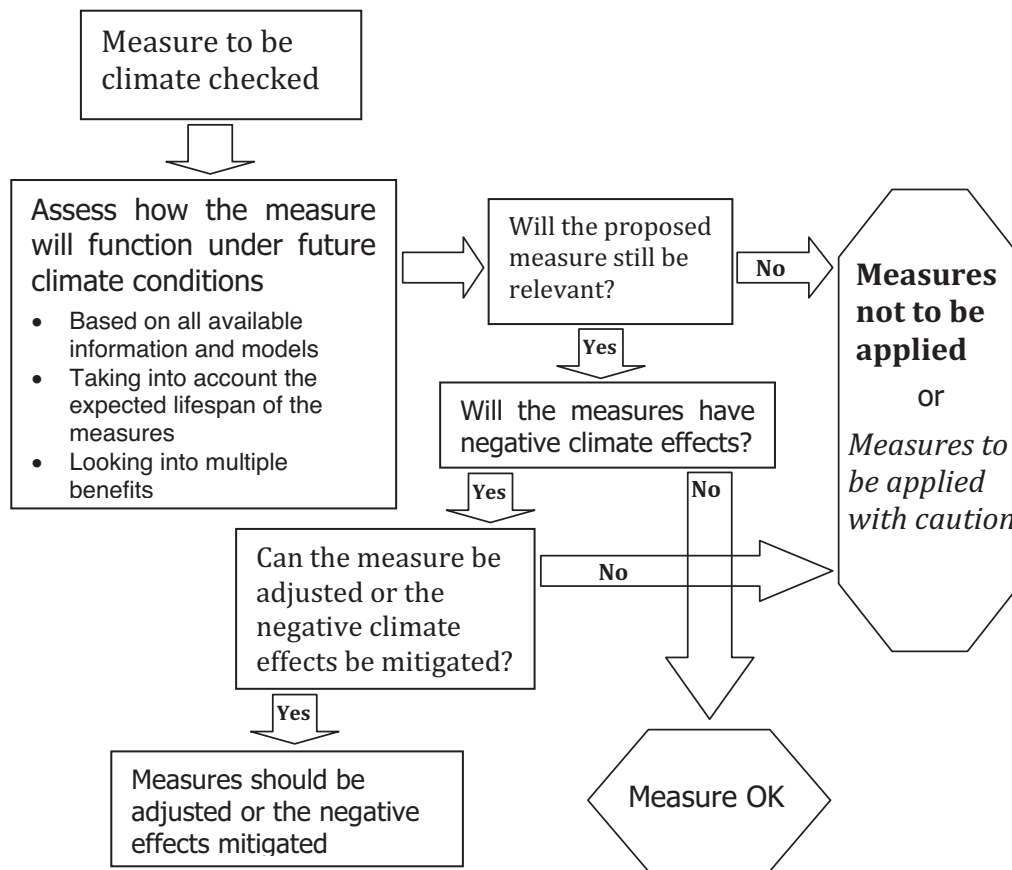 Measure to be
climate checked
Assess how the measure
will function under future
climate conditions
• Based on all available
information and models
• Taking into account the
expected lifespan of the
measures
• Looking into multiple
benefits
Will the proposed
measure still be
relevant?
No
Measures
not to be
applied
or
Measures to
be applied
with caution
Yes
Will the measures have
negative climate effects?
Yes
No
Can the measure be
adjusted or the
negative climate
effects be mitigated?
No
Yes
Measures should be
adjusted or the negative
effects mitigated
Measure OK